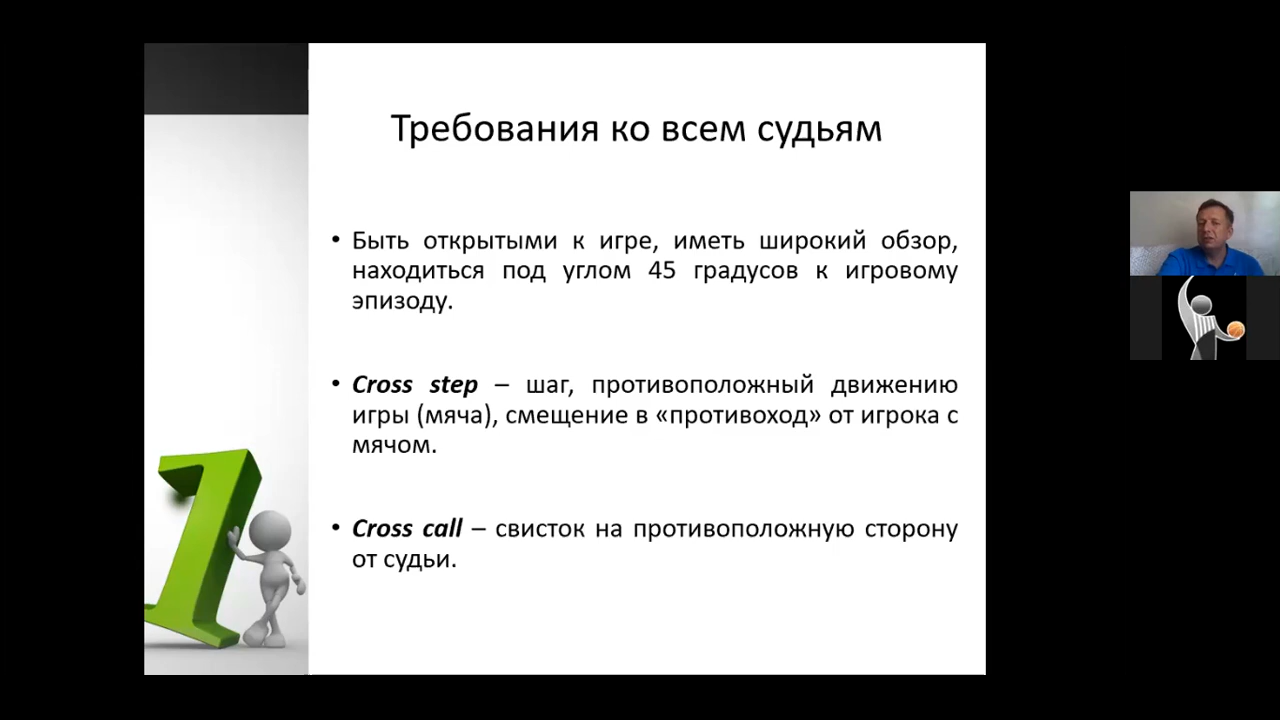 Требования ко всем судьям
• Быть открытыми к игре, иметь широкий обзор,
находиться под углом 45 градусов к игровому
эпизоду.
• Cross step – шаг, противоположный движению
игры (мяча), смещение в «противоход» от игрока с
мячом.
• Cross call – свисток на противоположную сторону
от судьи.